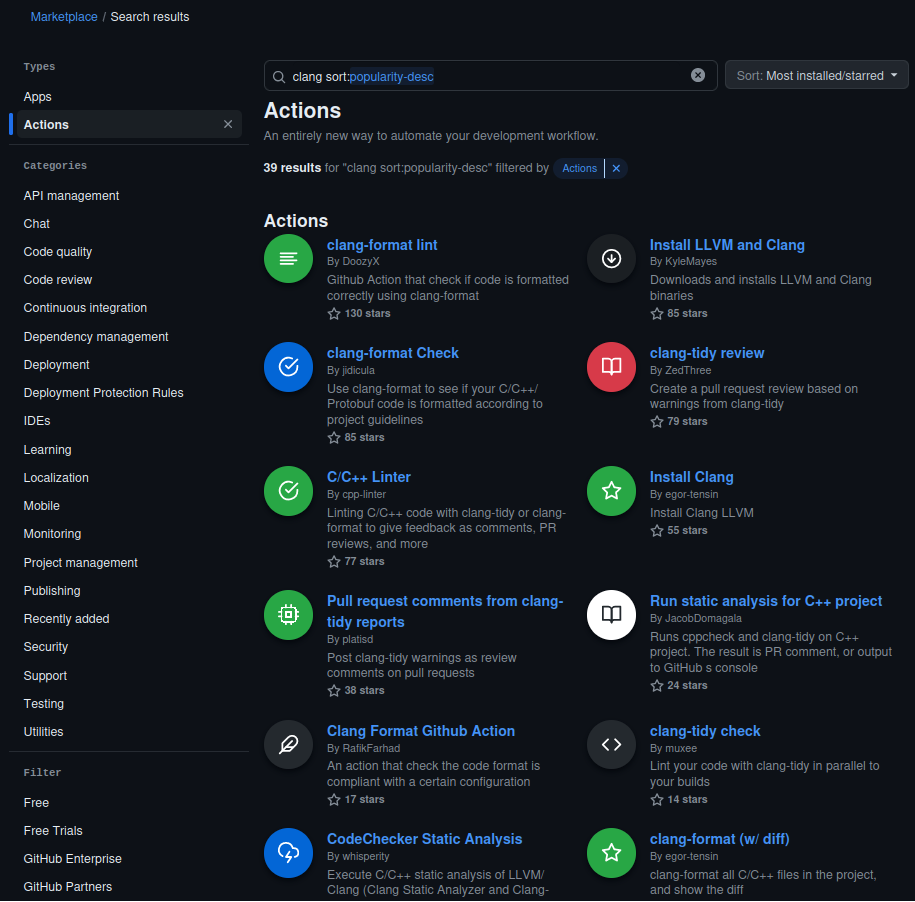 Marketplace / Search results
Types
Apps
Actions
Categories
API management
Chat
Code quality
Code review
Continuous integration
Dependency management
Deployment
Deployment Protection Rules
IDEs
Learning
Localization
Mobile
Monitoring
Project management
Publishing
Recently added
Security
Support
Testing
Utilities
Filter
Free
Free Trials
GitHub Enterprise
GitHub Partners
clang sort:popularity-desc
Sort: Most installed/starred
Actions
An entirely new way to automate your development workflow.
39 results for "clang sort:popularity-desc" filtered by Actions
Actions
clang-format lint
By DoozyX
Github Action that check if code is formatted
correctly using clang-format
130 stars
Install LLVM and Clang
By KyleMayes
Downloads and installs LLVM and Clang
binaries
85 stars
clang-format Check
By jidicula
Use clang-format to see if your C/C++/
Protobuf code is formatted according to
project guidelines
85 stars
clang-tidy review
By ZedThree
Create a pull request review based on
warnings from clang-tidy
79 stars
C/C++ Linter
By cpp-linter
Linting C/C++ code with clang-tidy or clang-
format to give feedback as comments, PR
reviews, and more
77 stars
Install Clang
By egor-tensin
Install Clang LLVM
55 stars
Pull request comments from clang-
tidy reports
By platisd
Post clang-tidy warnings as review
comments on pull requests
38 stars
Run static analysis for C++ project
By JacobDomagala
Runs cppcheck and clang-tidy on C++
project. The result is PR comment, or output
to GitHub s console
24 stars
Clang Format Github Action
By RafikFarhad
An action that check the code format is
compliant with a certain configuration
17 stars
clang-tidy check
By muxee
Lint your code with clang-tidy in parallel to
your builds
14 stars
CodeChecker Static Analysis
By whisperity
Execute C/C++ static analysis of LLVM/
Clang (Clang Static Analyzer and Clang-
clang-format (w/ diff)
By egor-tensin
clang-format all C/C++ files in the project,
and show the diff